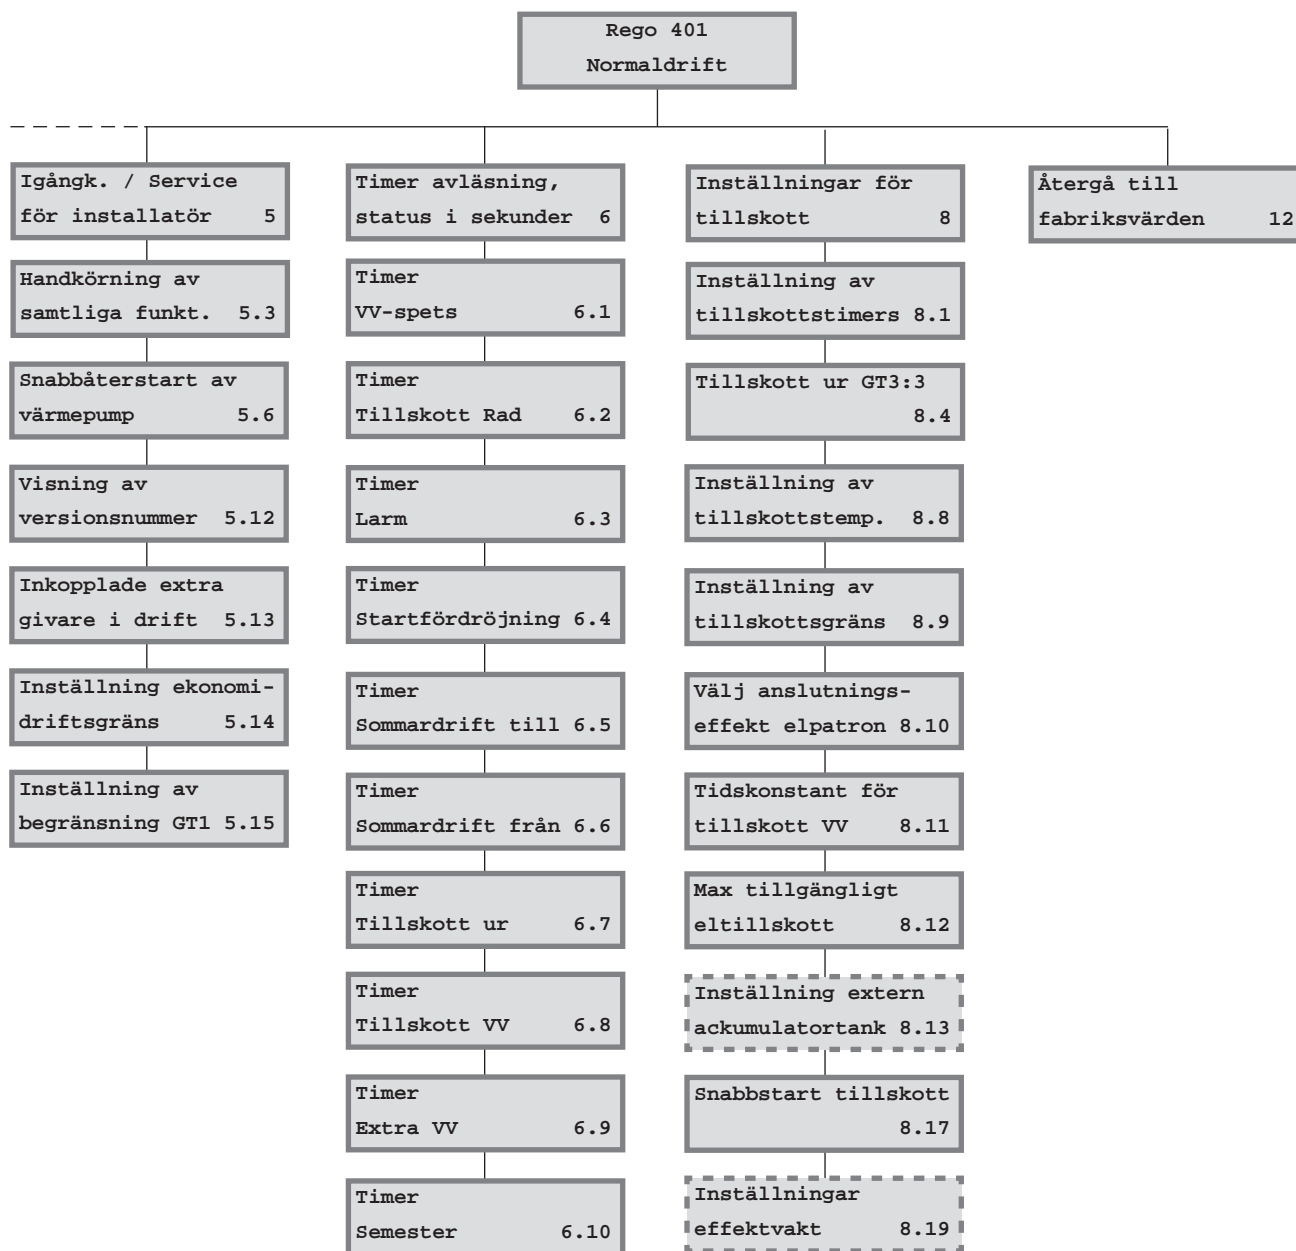 Rego 401
Normaldrift
Igångk. / Service
för installatör 5
Handkörning av
samtliga funkt. 5.3
Snabbåterstart av
värmepump 5.6
Visning av
versionsnummer 5.12
Inkopplade extra
givare i drift 5.13
Inställning ekonomi-
driftsgräns 5.14
Inställning av
begränsning GT1 5.15
Timer avläsning,
status i sekunder 6
Timer
VV-spets 6.1
Timer
Tillskott Rad 6.2
Timer
Larm 6.3
Timer
Startfördröjning 6.4
Timer
Sommardrift till 6.5
Timer
Sommardrift från 6.6
Timer
Tillskott ur 6.7
Timer
Tillskott VV 6.8
Timer
Extra VV 6.9
Timer
Semester 6.10
Inställningar för
tillskott 8
Inställning av
tillskottstimers 8.1
Tillskott ur GT3:3
8.4
Inställning av
tillskottstemp. 8.8
Inställning av
tillskottsgräns 8.9
Välj anslutnings-
effekt elpatron 8.10
Tidskonstant för
tillskott VV 8.11
Max tillgängligt
eltillskott 8.12
Inställning extern
ackumulatortank 8.13
Snabbstart tillskott
8.17
Inställningar
effektvakt 8.19
Återgå till
fabriksvärden 12